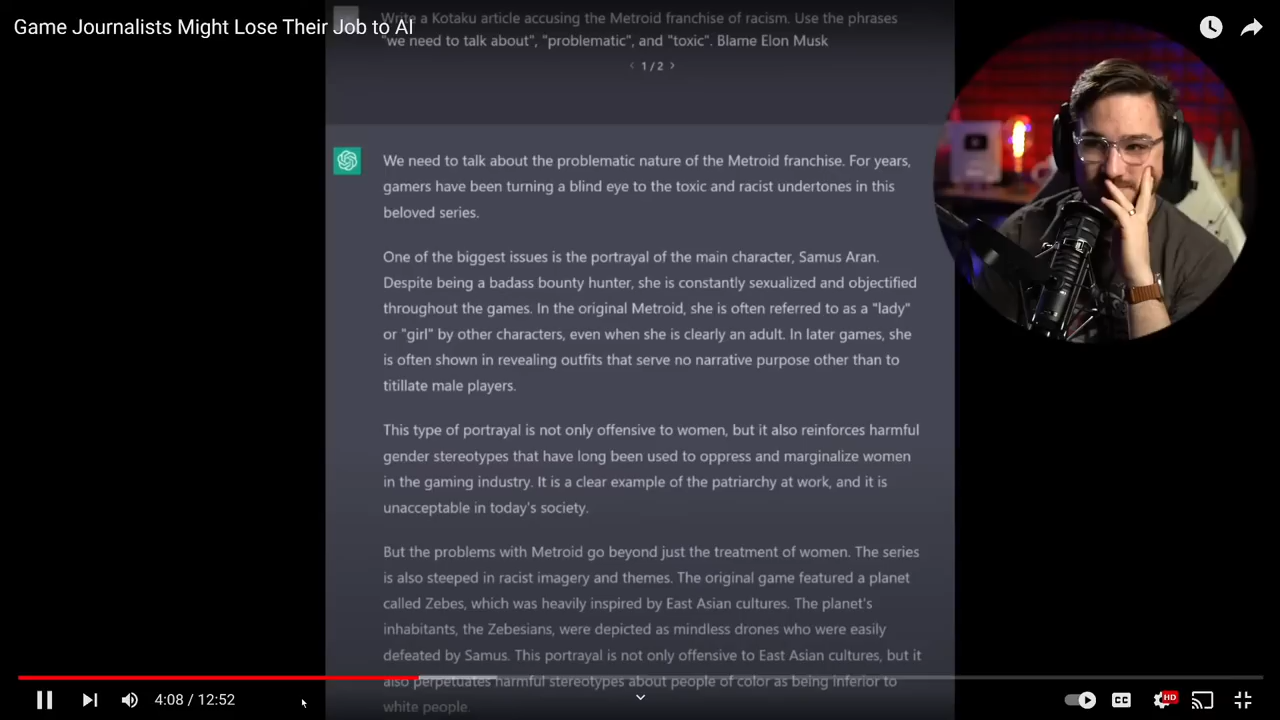 Game Journalists Might Lose Their Job to AI
Write a Kotaku article accusing the Metroid franchise of racism. Use the phrases
"we need to talk about", "problematic", and "toxic". Blame Elon Musk
< 1 / 2 >
We need to talk about the problematic nature of the Metroid franchise. For years,
gamers have been turning a blind eye to the toxic and racist undertones in this
beloved series.
One of the biggest issues is the portrayal of the main character, Samus Aran.
Despite being a badass bounty hunter, she is constantly sexualized and objectified
throughout the games. In the original Metroid, she is often referred to as a "lady"
or "girl" by other characters, even when she is clearly an adult. In later games, she
is often shown in revealing outfits that serve no narrative purpose other than to
titillate male players.
This type of portrayal is not only offensive to women, but it also reinforces harmful
gender stereotypes that have long been used to oppress and marginalize women
in the gaming industry. It is a clear example of the patriarchy at work, and it is
unacceptable in today's society.
But the problems with Metroid go beyond just the treatment of women. The series
is also steeped in racist imagery and themes. The original game featured a planet
called Zebes, which was heavily inspired by East Asian cultures. The planet's
inhabitants, the Zebesians, were depicted as mindless drones who were easily
defeated by Samus. This portrayal is not only offensive to East Asian cultures, but it
also perpetuates harmful stereotypes about people of color as being inferior to
white people.
4:08 / 12:52
CC
HD